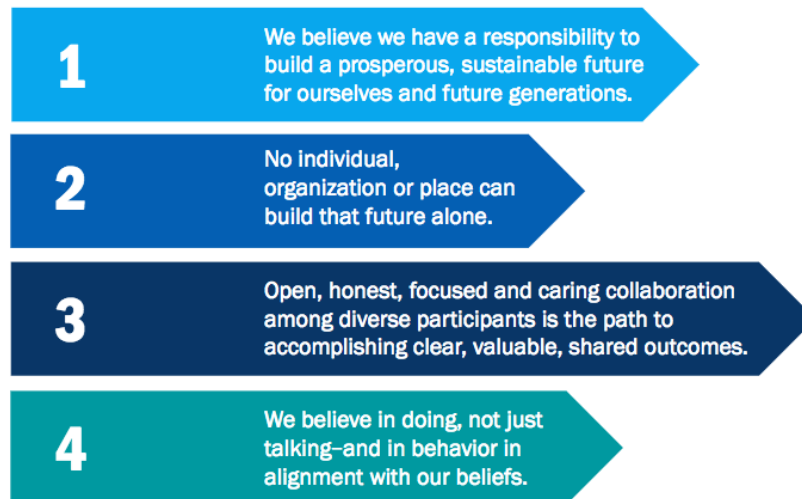 1
We believe we have a responsibility to
build a prosperous, sustainable future
for ourselves and future generations.
2
No individual,
organization or place can
build that future alone.
3
Open, honest, focused and caring collaboration
among diverse participants is the path to
accomplishing clear, valuable, shared outcomes.
4
We believe in doing, not just
talking–and in behavior in
alignment with our beliefs.